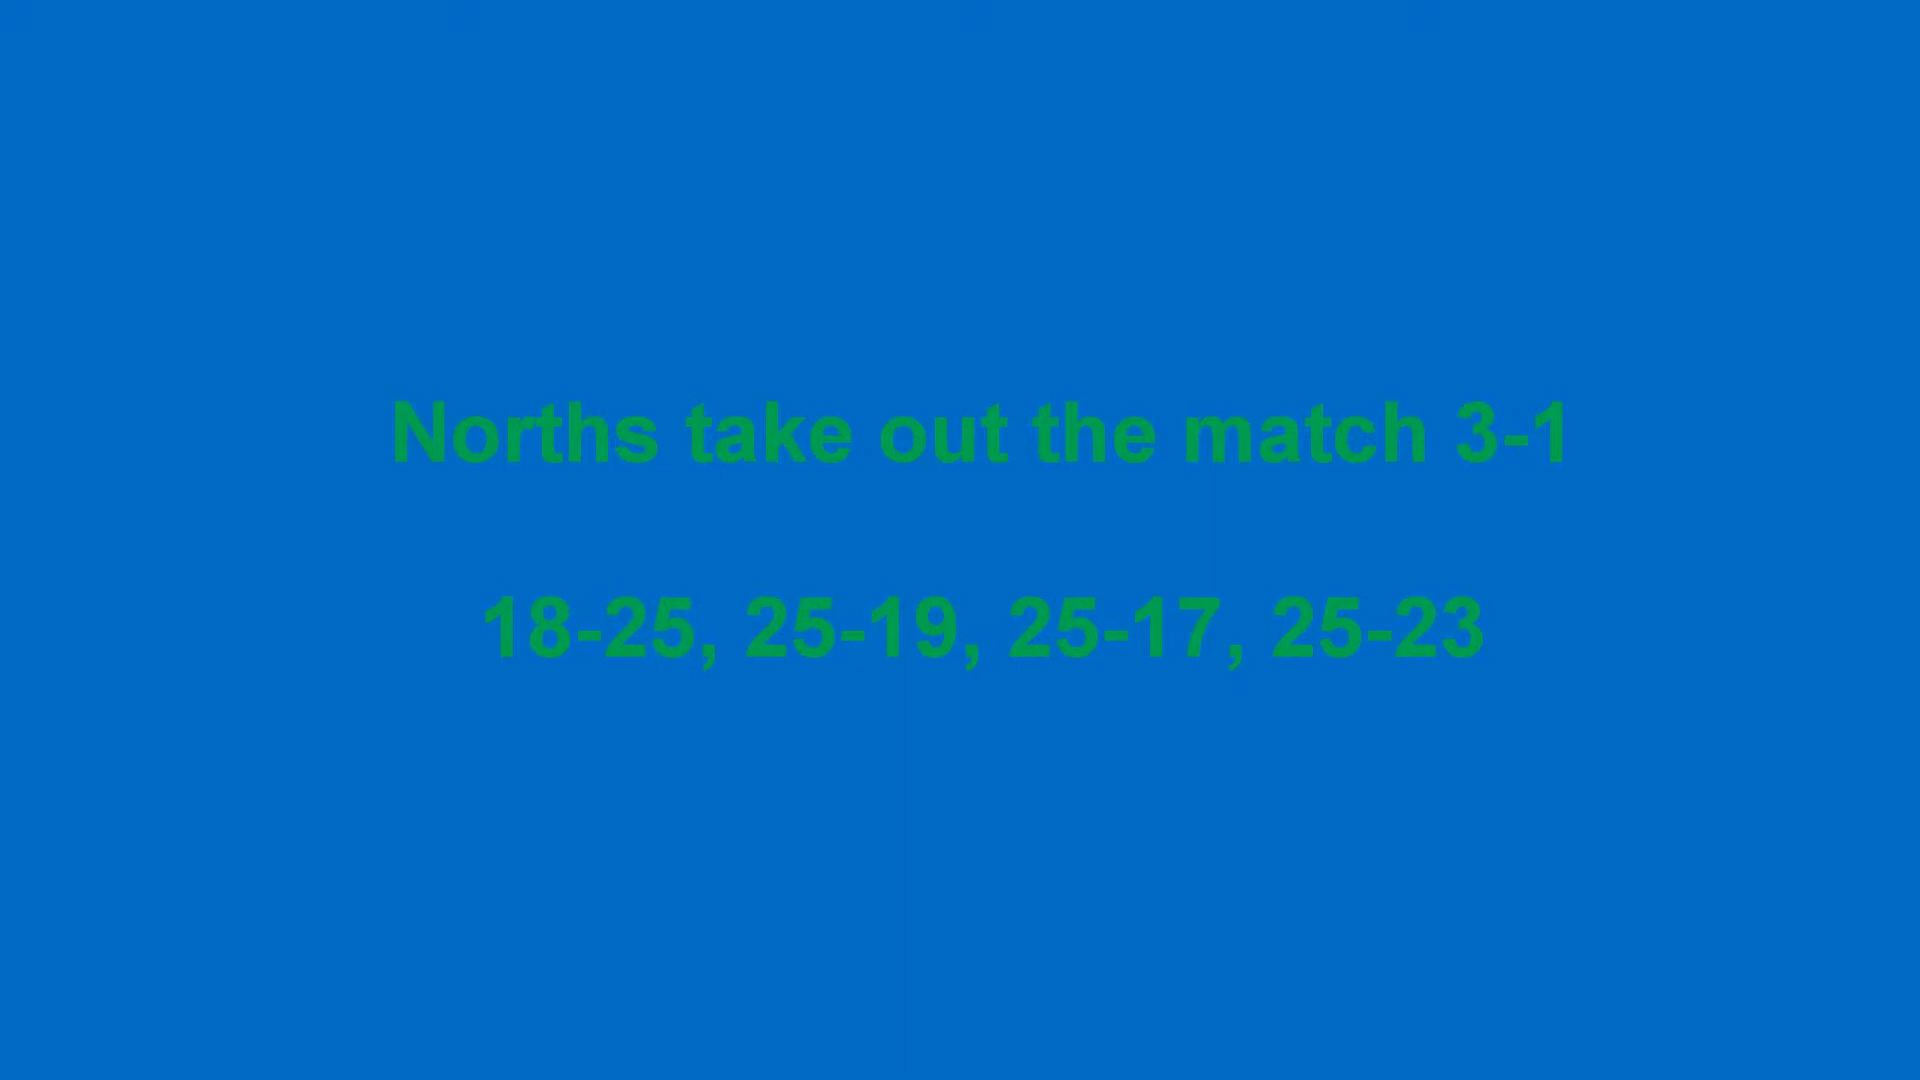 Norths take out the match 3-1
18-25, 25-19, 25-17, 25-23